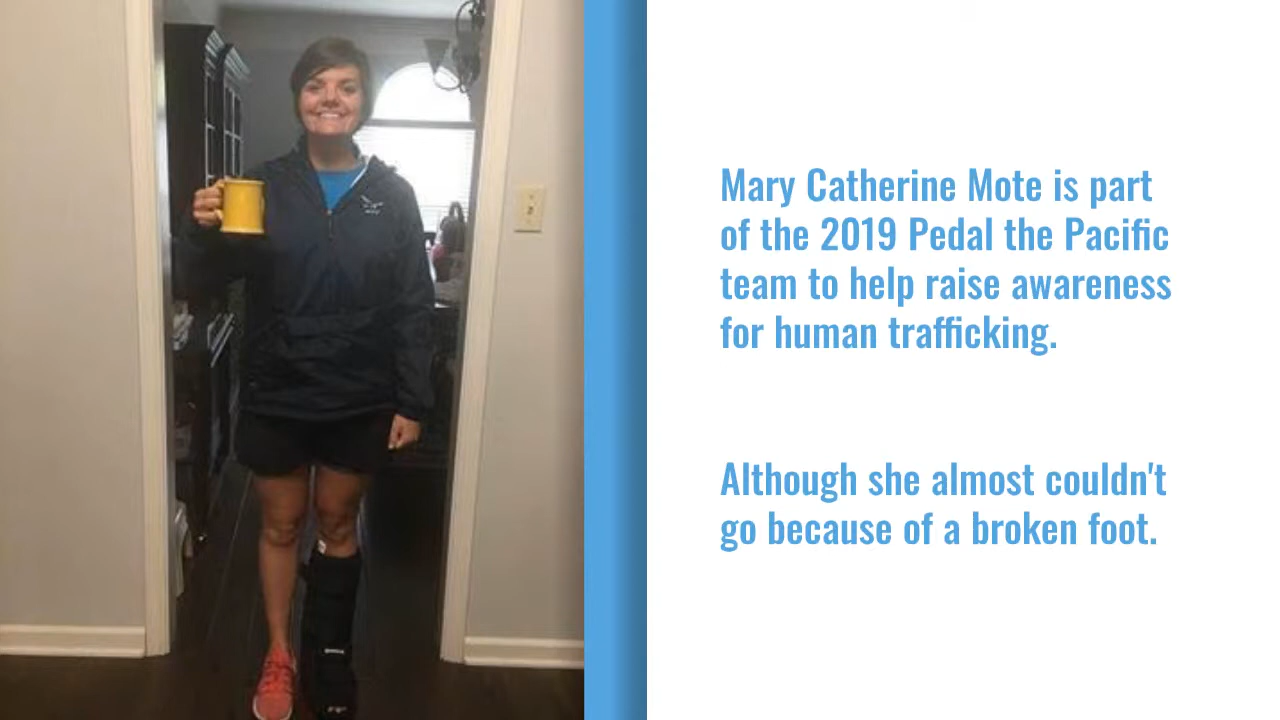 Mary Catherine Mote is part
of the 2019 Pedal the Pacific
team to help raise awareness
for human trafficking.
Although she almost couldn't
go because of a broken foot.